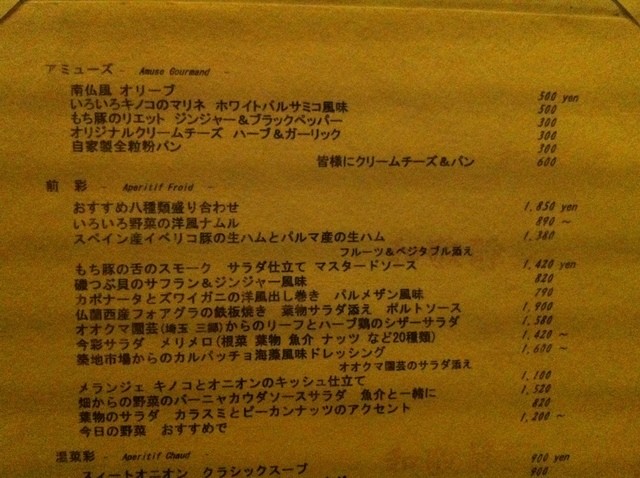 アミューズ - Amuse Gourmand -
南仏風 オリーブ 500 yen
いろいろキノコのマリネ ホワイトバルサミコ風味 500
もち豚のリエット ジンジャー＆ブラックペッパー 300
オリジナルクリームチーズ ハーブ＆ガーリック 300
自家製全粒粉パン 300
皆様にクリームチーズ＆パン 600
前 彩 - Aperitif Froid -
おすすめ八種類盛り合わせ 1,850 yen
いろいろ野菜の洋風ナムル 890 ～
スペイン産イベリコ豚の生ハムとパルマ産の生ハム 1,380
フルーツ＆ベジタブル添え
もち豚の舌のスモーク サラダ仕立て マスタードソース 1,420 yen
磯つぶ貝のサフラン＆ジンジャー風味 820
カポナータとズワイガニの洋風出し巻き パルメザン風味 790
仏蘭西産フォアグラの鉄板焼き 葉物サラダ添え ポルトソース 1,900
オオクマ園芸(埼玉 三郷)からのリーフとハーブ鶏のシザーサラダ 1,580
今彩サラダ メリメロ(根菜 葉物 魚介 ナッツ など20種類) 1,420 ～
築地市場からのカルパッチョ海藻風味ドレッシング 1,600 ～
オオクマ園芸のサラダ添え
メランジェ キノコとオニオンのキッシュ仕立て 1,100
畑からの野菜のバーニャカウダソースサラダ 魚介と一緒に 1,520
葉物のサラダ カラスミとピーカンナッツのアクセント 820
今日の野菜 おすすめで 1,200 ～
温菜彩 - Aperitif Chaud - 900 yen
スィートオニオン クラシックスープ 900